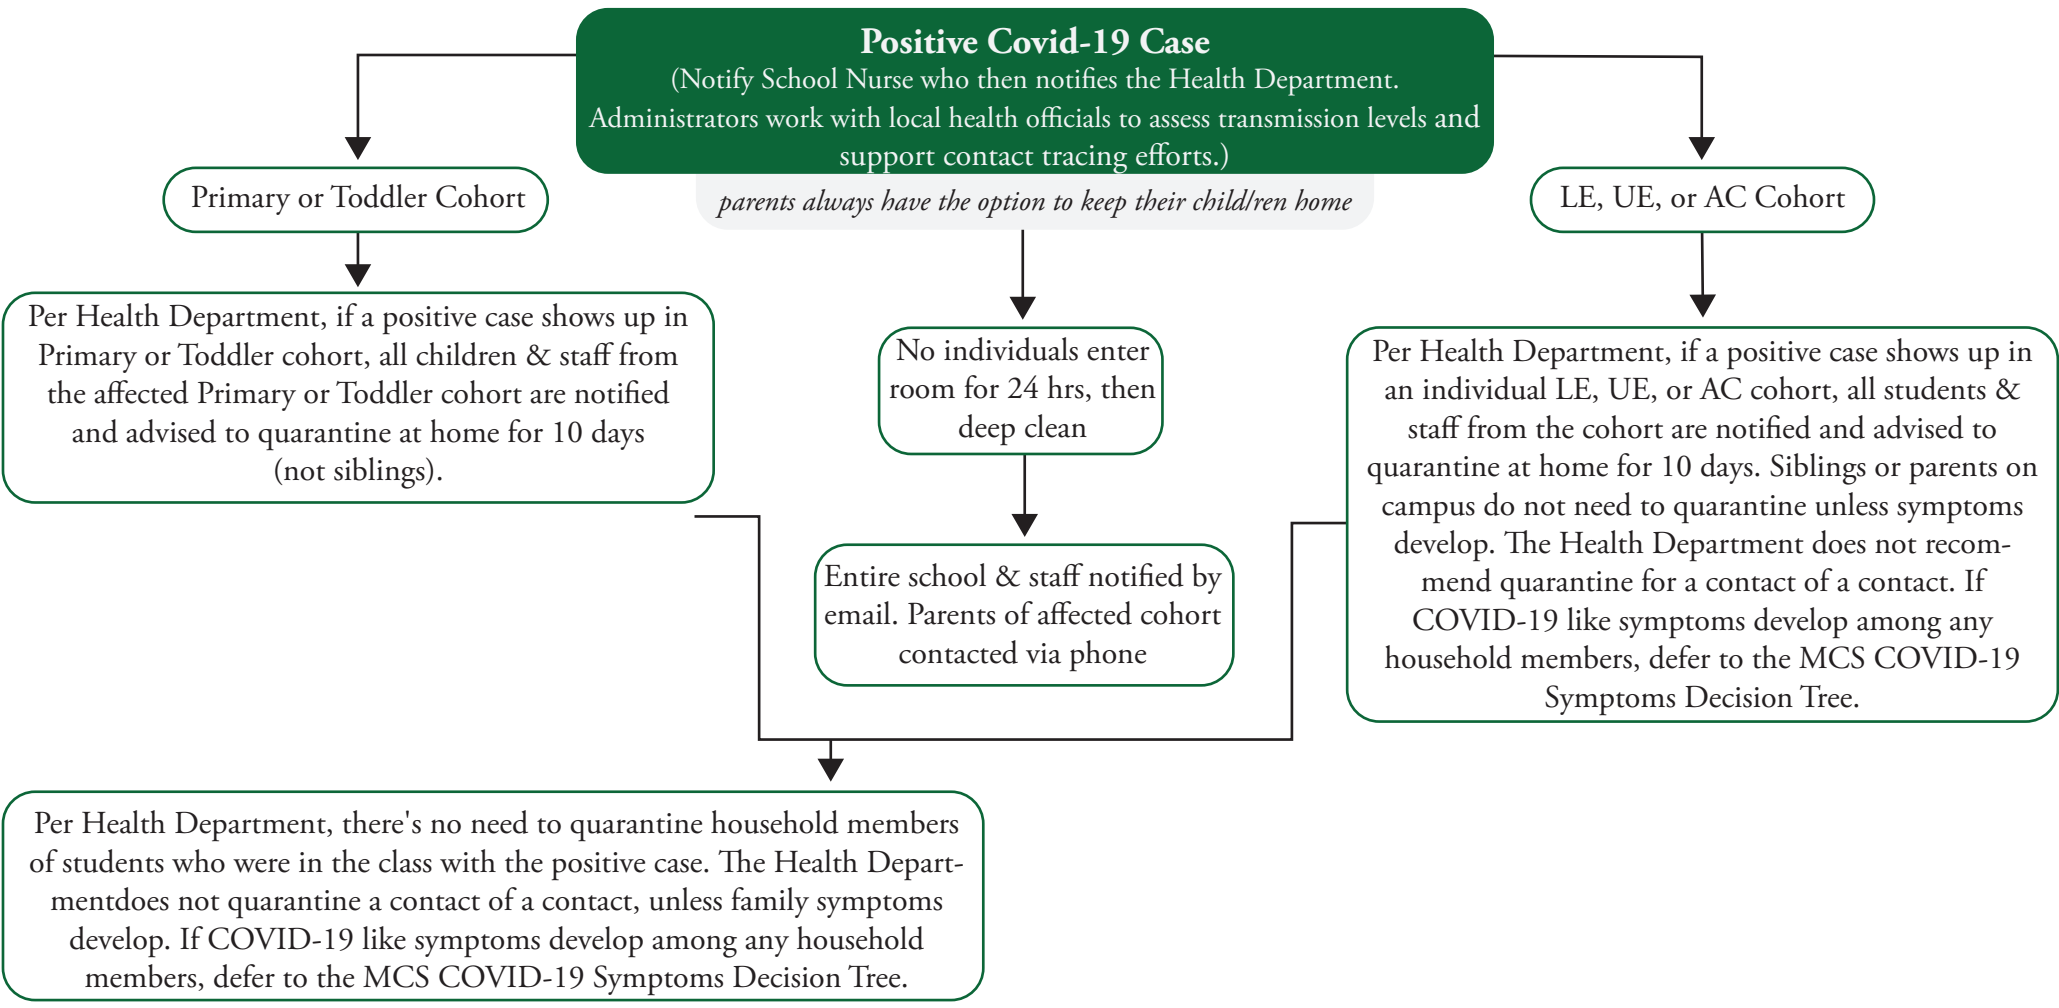 Positive Covid-19 Case
(Notify School Nurse who then notifies the Health Department.
Administrators work with local health officials to assess transmission levels and
support contact tracing efforts.)
parents always have the option to keep their child/ren home
Primary or Toddler Cohort
Per Health Department, if a positive case shows up in
Primary or Toddler cohort, all children & staff from
the affected Primary or Toddler cohort are notified
and advised to quarantine at home for 10 days
(not siblings).
No individuals enter
room for 24 hrs, then
deep clean
Entire school & staff notified by
email. Parents of affected cohort
contacted via phone
LE, UE, or AC Cohort
Per Health Department, if a positive case shows up in
an individual LE, UE, or AC cohort, all students &
staff from the cohort are notified and advised to
quarantine at home for 10 days. Siblings or parents on
campus do not need to quarantine unless symptoms
develop. The Health Department does not recom-
mend quarantine for a contact of a contact. If
COVID-19 like symptoms develop among any
household members, defer to the MCS COVID-19
Symptoms Decision Tree.
Per Health Department, there's no need to quarantine household members
of students who were in the class with the positive case. The Health Depart-
mentdoes not quarantine a contact of a contact, unless family symptoms
develop. If COVID-19 like symptoms develop among any household
members, defer to the MCS COVID-19 Symptoms Decision Tree.